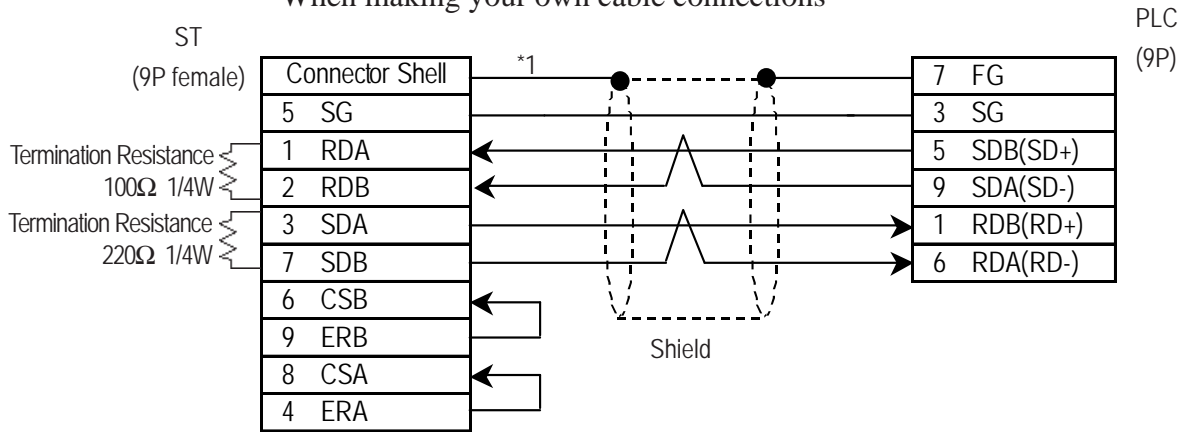 When making your own cable connections
PLC
(9P)
ST
(9P female)
Connector Shell
*1
7 FG
5 SG
3 SG
Termination Resistance
100Ω 1/4W
1 RDA
5 SDB(SD+)
2 RDB
9 SDA(SD-)
Termination Resistance
220Ω 1/4W
3 SDA
1 RDB(RD+)
7 SDB
6 RDA(RD-)
6 CSB
9 ERB
Shield
8 CSA
4 ERA